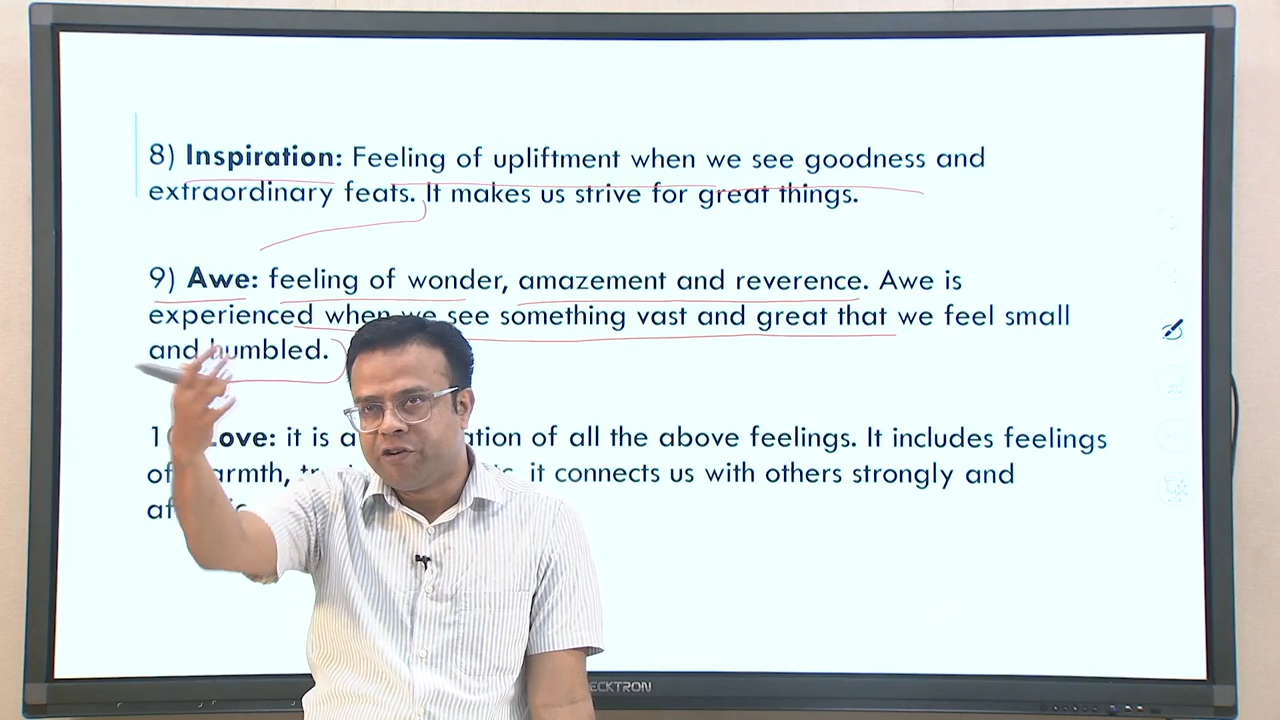 8) Inspiration: Feeling of upliftment when we see goodness and
extraordinary feats. It makes us strive for great things.
9) Awe: feeling of wonder, amazement and reverence. Awe is
experienced when we see something vast and great that we feel small
and humbled.
Love: it is a of all the above feelings. It includes feelings
of it connects us with others strongly and
ECKTRON